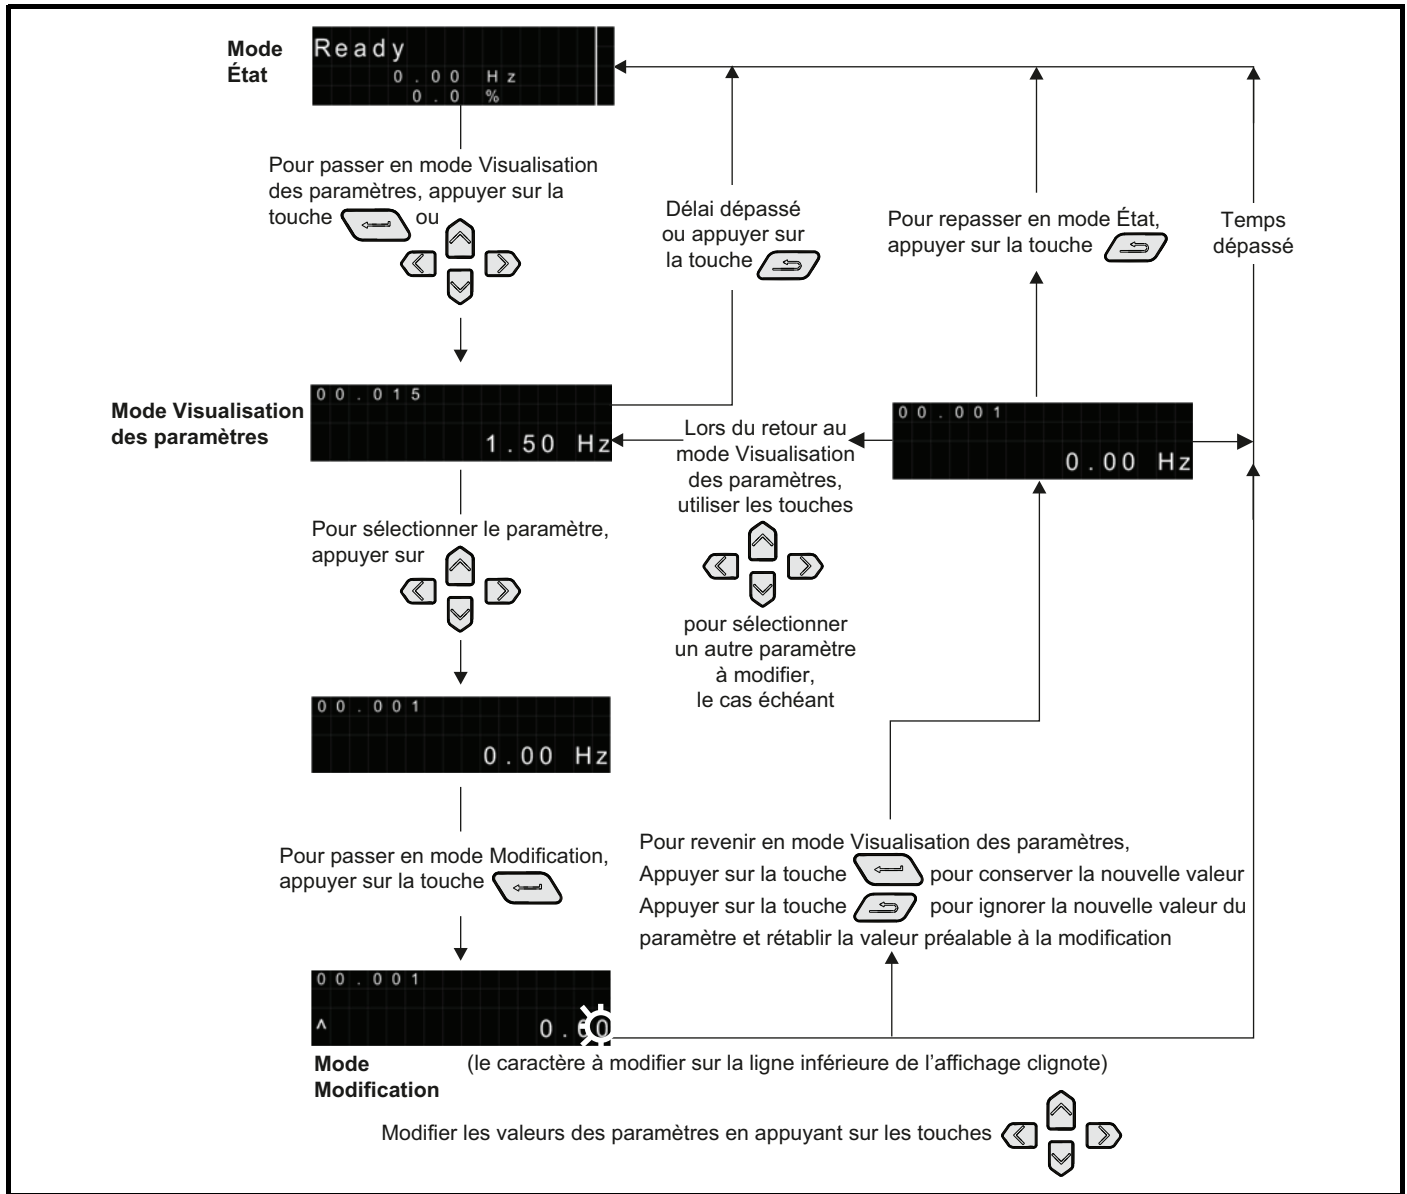 Mode
État
Ready
0.00 Hz
0.0 %
Pour passer en mode Visualisation
des paramètres, appuyer sur la
touche ou
Délai dépassé
ou appuyer sur
la touche
Pour repasser en mode État,
appuyer sur la touche
Temps
dépassé
Mode Visualisation
des paramètres
00.015
1.50 Hz
Lors du retour au
mode Visualisation
des paramètres,
utiliser les touches
pour sélectionner
un autre paramètre
à modifier,
le cas échéant
00.001
0.00 Hz
Pour sélectionner le paramètre,
appuyer sur
00.001
0.00 Hz
Pour passer en mode Modification,
appuyer sur la touche
Pour revenir en mode Visualisation des paramètres,
Appuyer sur la touche pour conserver la nouvelle valeur
Appuyer sur la touche pour ignorer la nouvelle valeur du
paramètre et rétablir la valeur préalable à la modification
00.001
^ 0.00
Mode
Modification
(le caractère à modifier sur la ligne inférieure de l’affichage clignote)
Modifier les valeurs des paramètres en appuyant sur les touches